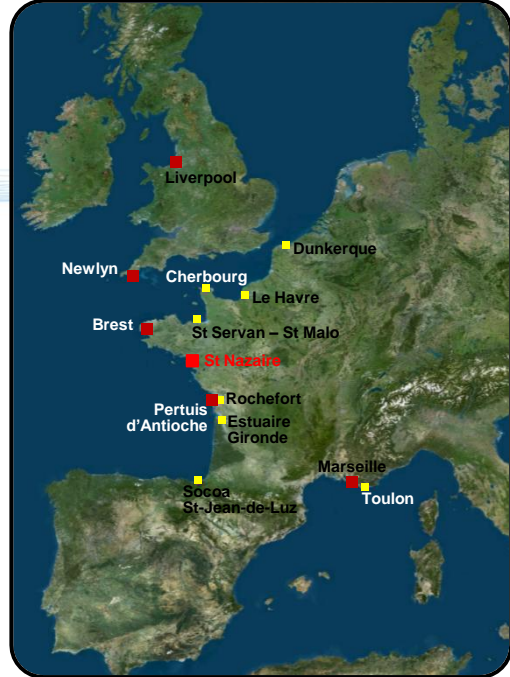 Liverpool
Dunkerque
Newlyn
Cherbourg
Le Havre
Brest
St Servan – St Malo
St Nazaire
Rochefort
Pertuis
d'Antioche
Estuaire
Gironde
Marseille
Socoa
St-Jean-de-Luz
Toulon